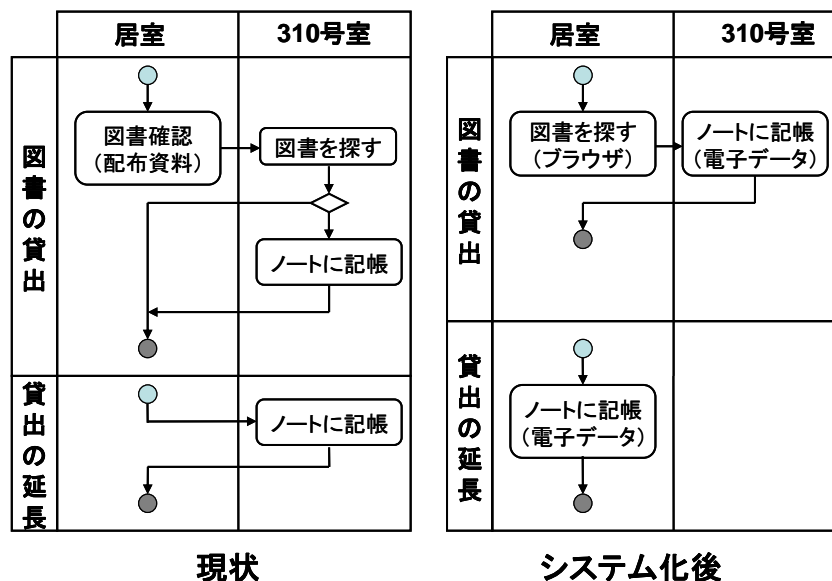 居室
310号室
図書の貸出
図書確認
(配布資料)
図書を探す
ノートに記帳
貸出の延長
ノートに記帳
現状
居室
310号室
図書の貸出
図書を探す
(ブラウザ)
ノートに記帳
(電子データ)
貸出の延長
ノートに記帳
(電子データ)
システム化後